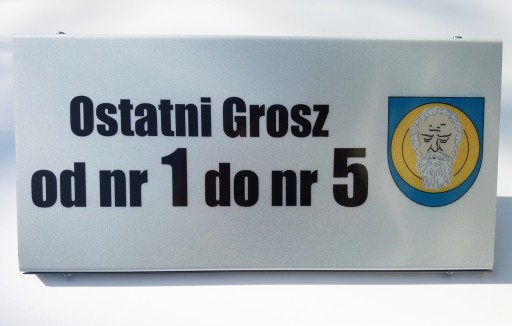 Ostatni Grosz
od nr 1 do nr 5